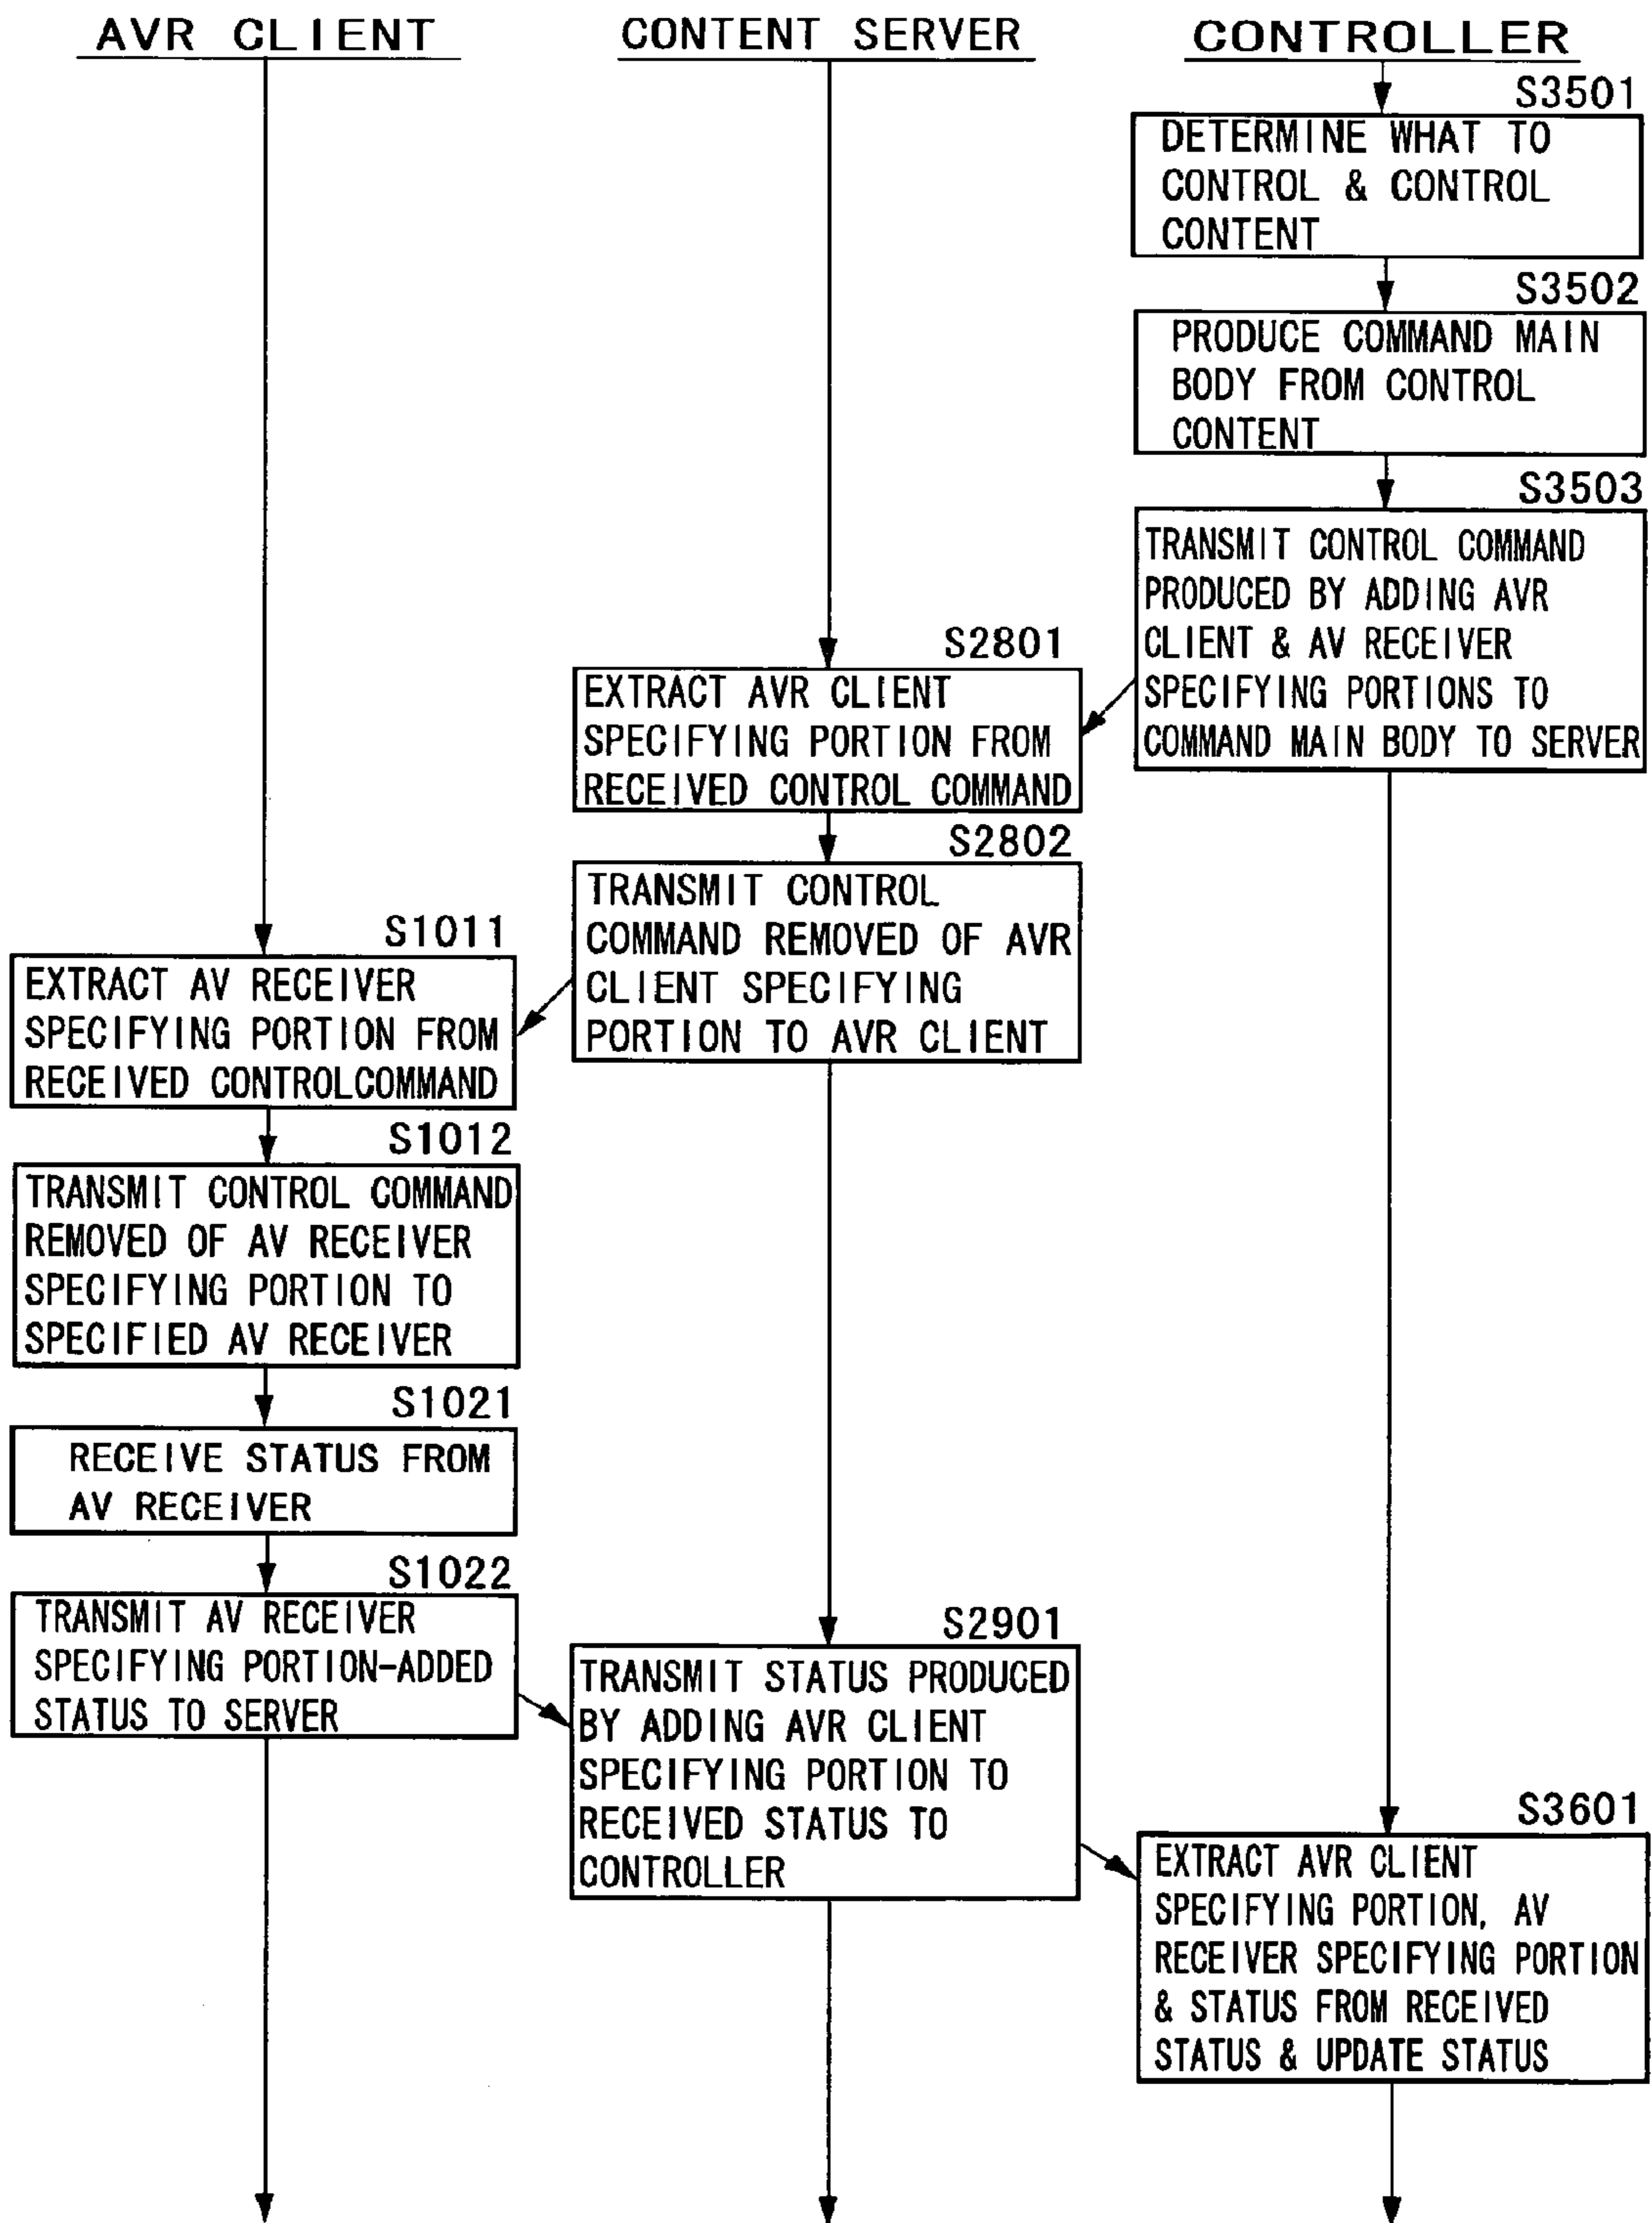 AVR CLIENT
CONTENT SERVER
CONTROLLER
S3501
DETERMINE WHAT TO
CONTROL & CONTROL
CONTENT
S3502
PRODUCE COMMAND MAIN
BODY FROM CONTROL
CONTENT
S3503
TRANSMIT CONTROL COMMAND
PRODUCED BY ADDING AVR
CLIENT & AV RECEIVER
SPECIFYING PORTIONS TO
COMMAND MAIN BODY TO SERVER
S2801
EXTRACT AVR CLIENT
SPECIFYING PORTION FROM
RECEIVED CONTROL COMMAND
S2802
TRANSMIT CONTROL
COMMAND REMOVED OF AVR
CLIENT SPECIFYING
PORTION TO AVR CLIENT
S1011
EXTRACT AV RECEIVER
SPECIFYING PORTION FROM
RECEIVED CONTROLCOMMAND
S1012
TRANSMIT CONTROL COMMAND
REMOVED OF AV RECEIVER
SPECIFYING PORTION TO
SPECIFIED AV RECEIVER
S1021
RECEIVE STATUS FROM
AV RECEIVER
S1022
TRANSMIT AV RECEIVER
SPECIFYING PORTION-ADDED
STATUS TO SERVER
S2901
TRANSMIT STATUS PRODUCED
BY ADDING AVR CLIENT
SPECIFYING PORTION TO
RECEIVED STATUS TO
CONTROLLER
S3601
EXTRACT AVR CLIENT
SPECIFYING PORTION, AV
RECEIVER SPECIFYING PORTION
& STATUS FROM RECEIVED
STATUS & UPDATE STATUS